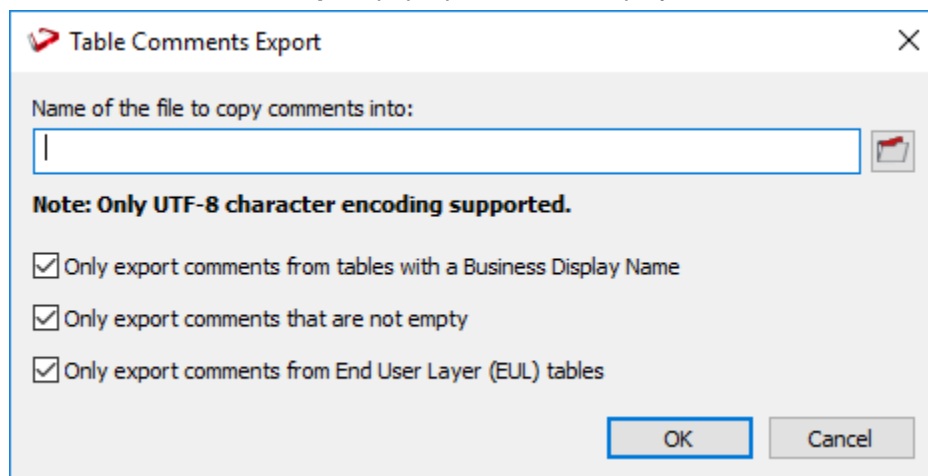 Table Comments Export
Name of the file to copy comments into:
Note: Only UTF-8 character encoding supported.
Only export comments from tables with a Business Display Name
Only export comments that are not empty
Only export comments from End User Layer (EUL) tables
OK Cancel